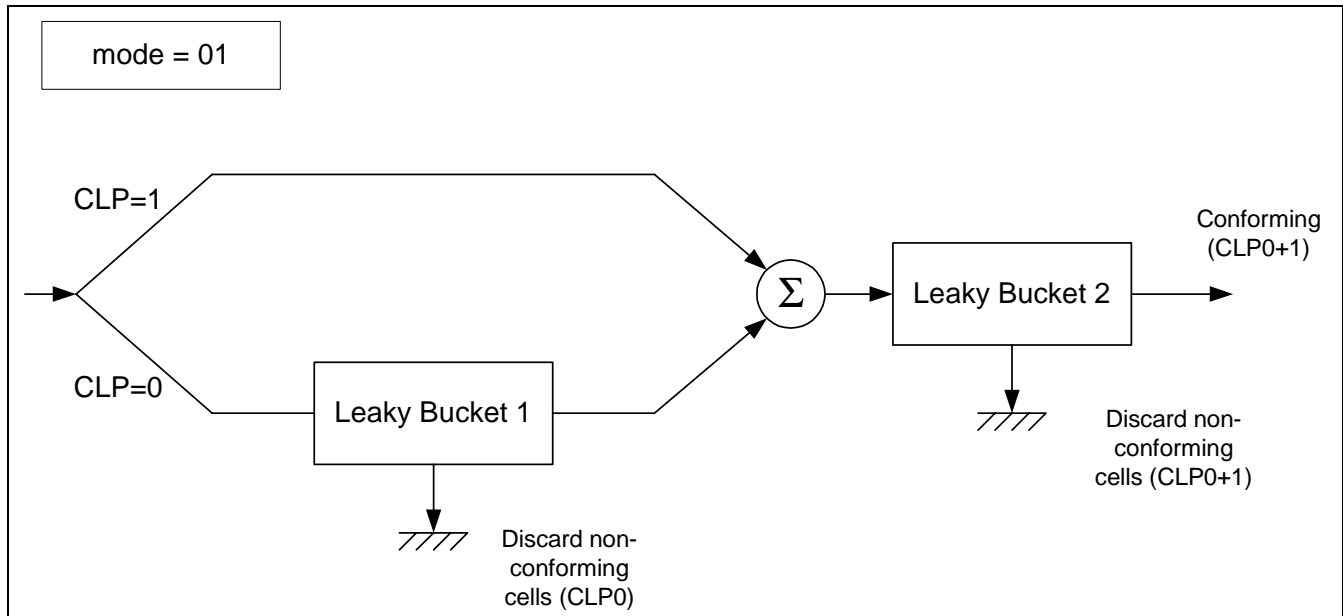 mode = 01
CLP=1
CLP=0
Leaky Bucket 1
Discard non-
conforming
cells (CLP0)
Σ
Leaky Bucket 2
Conforming
(CLP0+1)
Discard non-
conforming
cells (CLP0+1)